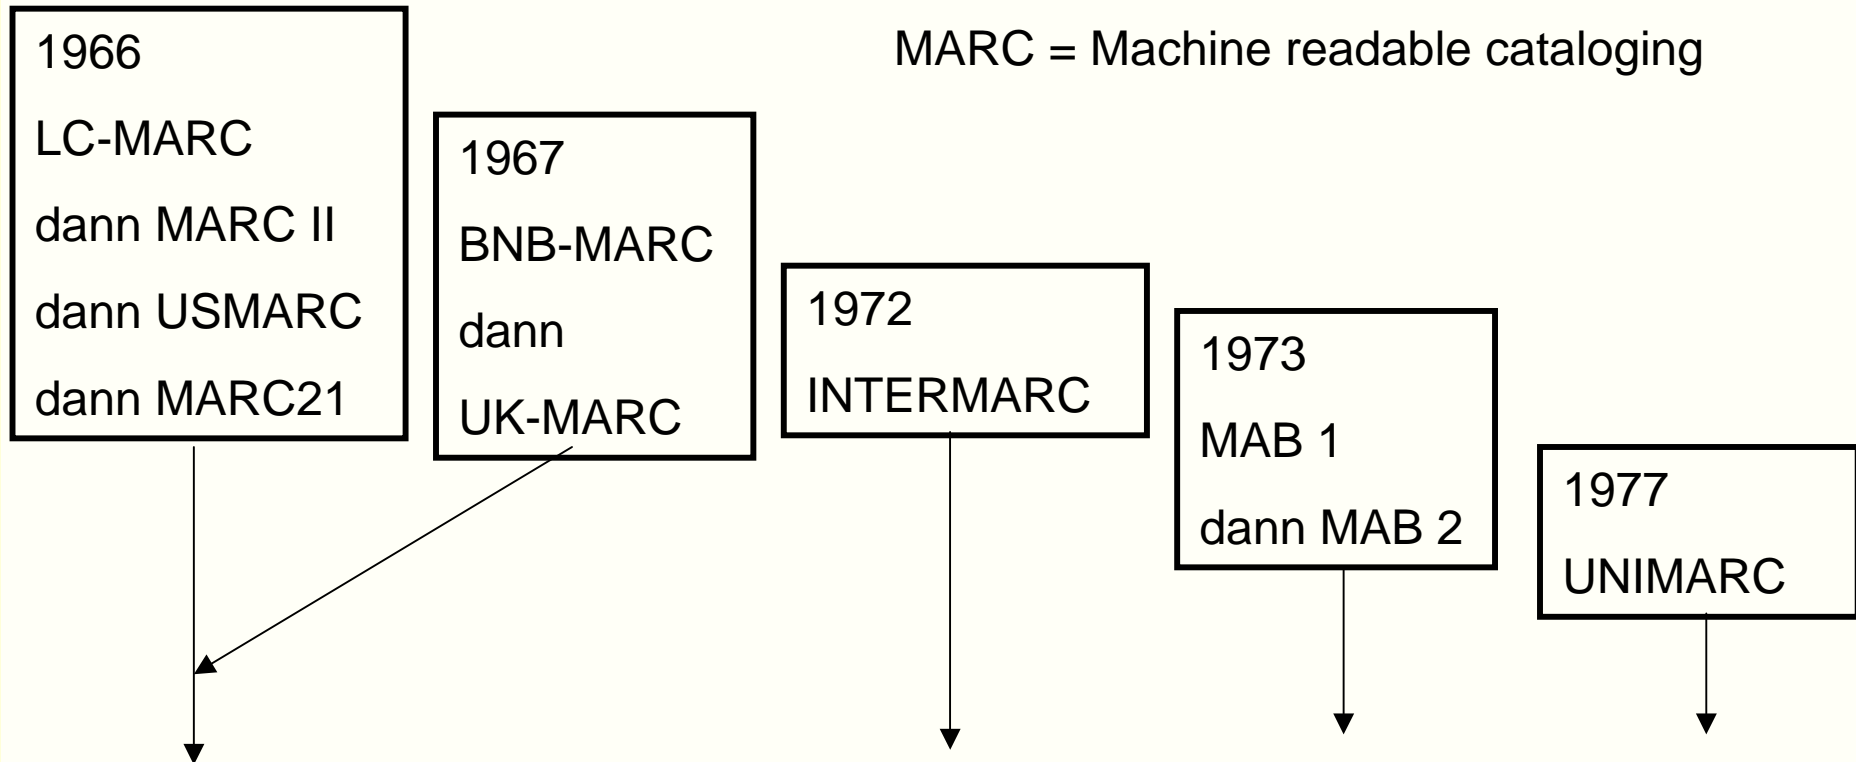 MARC = Machine readable cataloging
1966
LC-MARC
dann MARC II
dann USMARC
dann MARC21
1967
BNB-MARC
dann
UK-MARC
1972
INTERMARC
1973
MAB 1
dann MAB 2
1977
UNIMARC